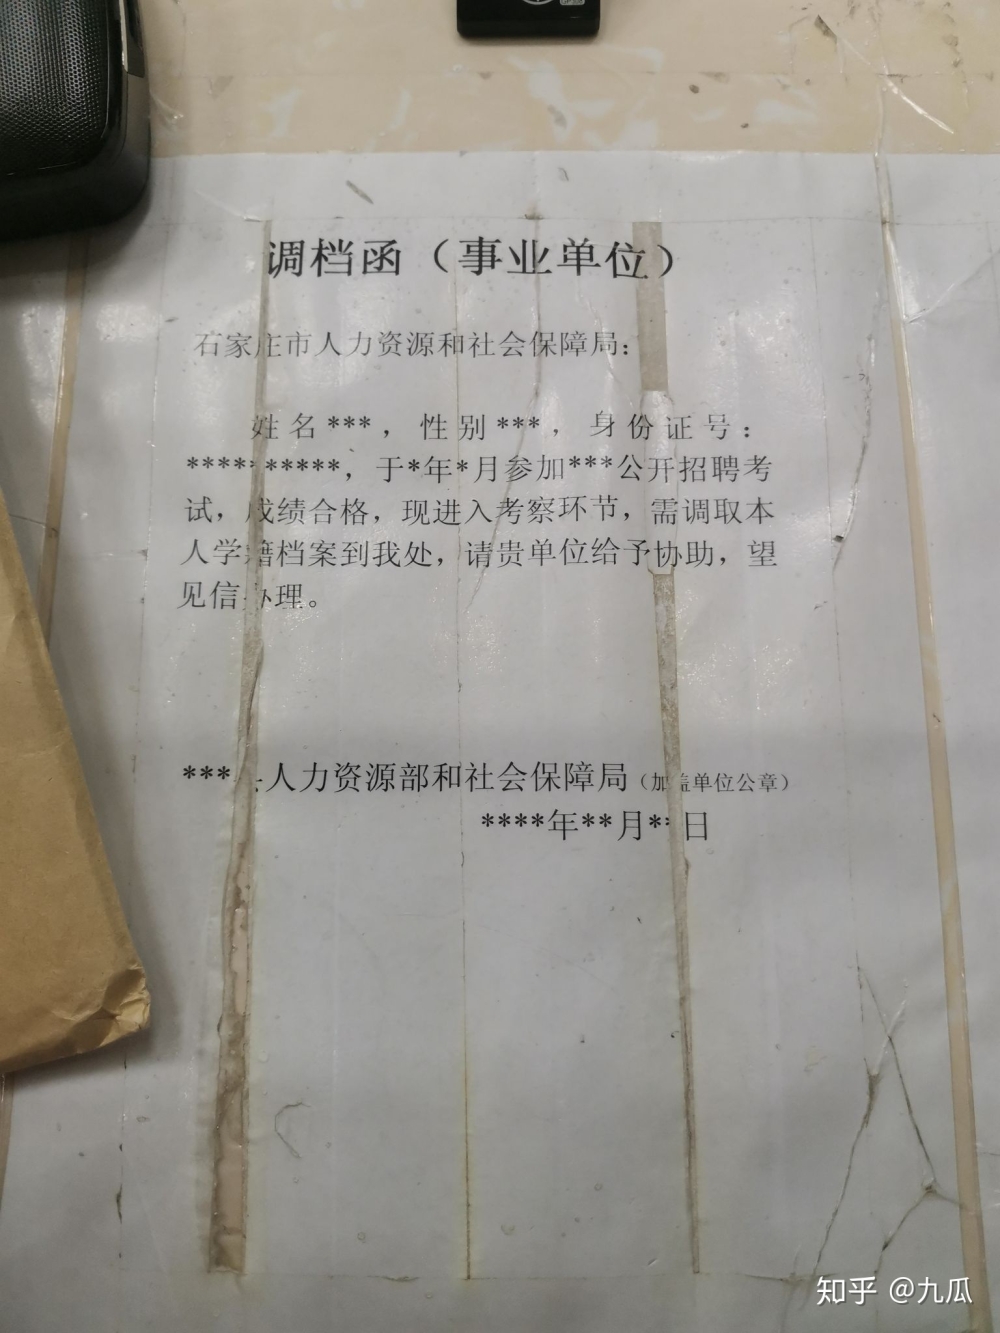 调档函（事业单位）
石家庄市人力资源和社会保障局：
姓名***，性别***，身份证号：
**********，于*年*月参加***公开招聘考
试，成绩合格，现进入考察环节，需调取本
人学籍档案到我处，请贵单位给予协助，望
见信办理。
***县人力资源部和社会保障局（加盖单位公章）
****年**月**日
知乎 @九瓜